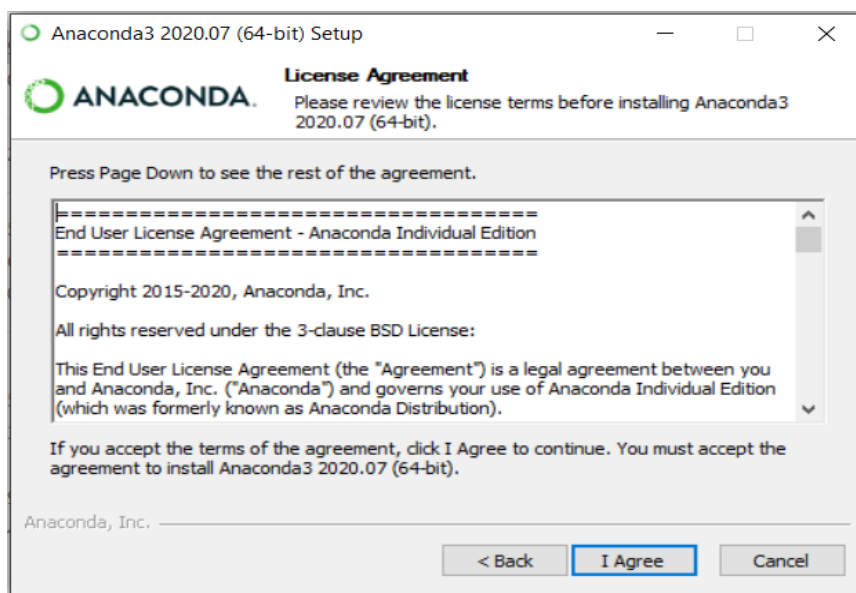 Anaconda3 2020.07 (64-bit) Setup
ANACONDA.
License Agreement
Please review the license terms before installing Anaconda3
2020.07 (64-bit).
Press Page Down to see the rest of the agreement.
===================================
End User License Agreement - Anaconda Individual Edition
===================================
Copyright 2015-2020, Anaconda, Inc.
All rights reserved under the 3-clause BSD License:
This End User License Agreement (the "Agreement") is a legal agreement between you
and Anaconda, Inc. ("Anaconda") and governs your use of Anaconda Individual Edition
(which was formerly known as Anaconda Distribution).
If you accept the terms of the agreement, click I Agree to continue. You must accept the
agreement to install Anaconda3 2020.07 (64-bit).
Anaconda, Inc.
< Back I Agree Cancel